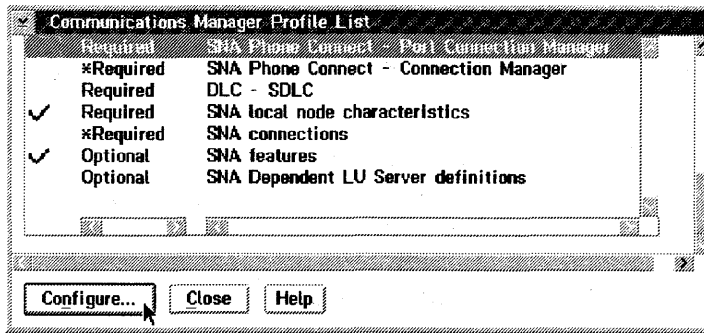 Communications Manager Profile List
Required SNA Phone Connect - Port Connection Manager
*Required SNA Phone Connect - Connection Manager
Required DLC - SDLC
✓ Required SNA local node characteristics
*Required SNA connections
✓ Optional SNA features
Optional SNA Dependent LU Server definitions
Configure... Close Help